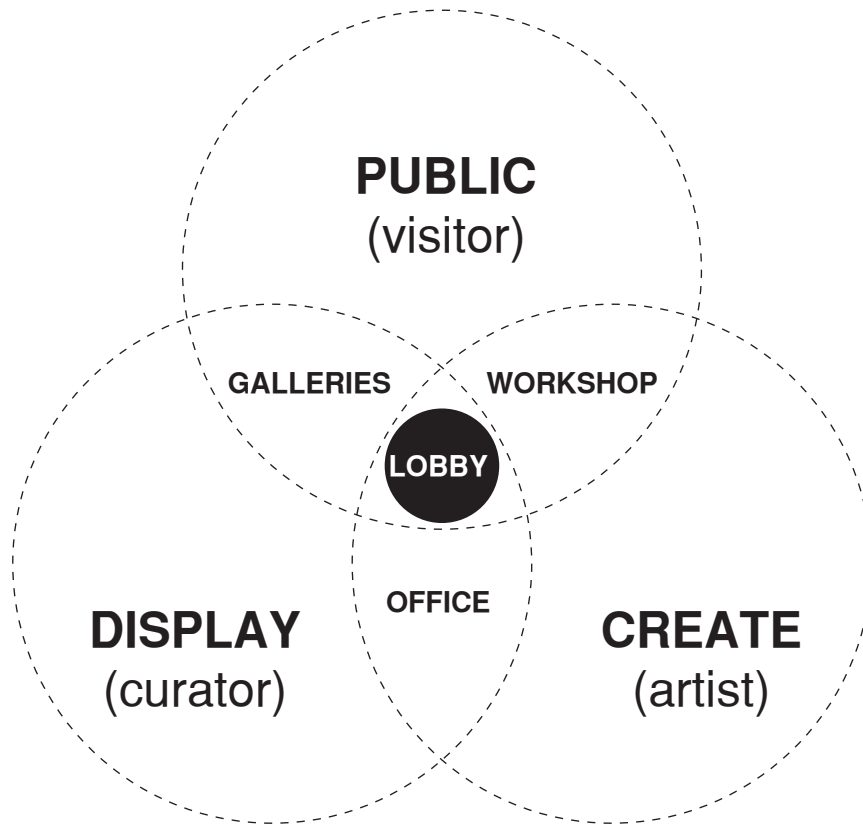 PUBLIC
(visitor)
GALLERIES
WORKSHOP
LOBBY
OFFICE
DISPLAY
(curator)
CREATE
(artist)